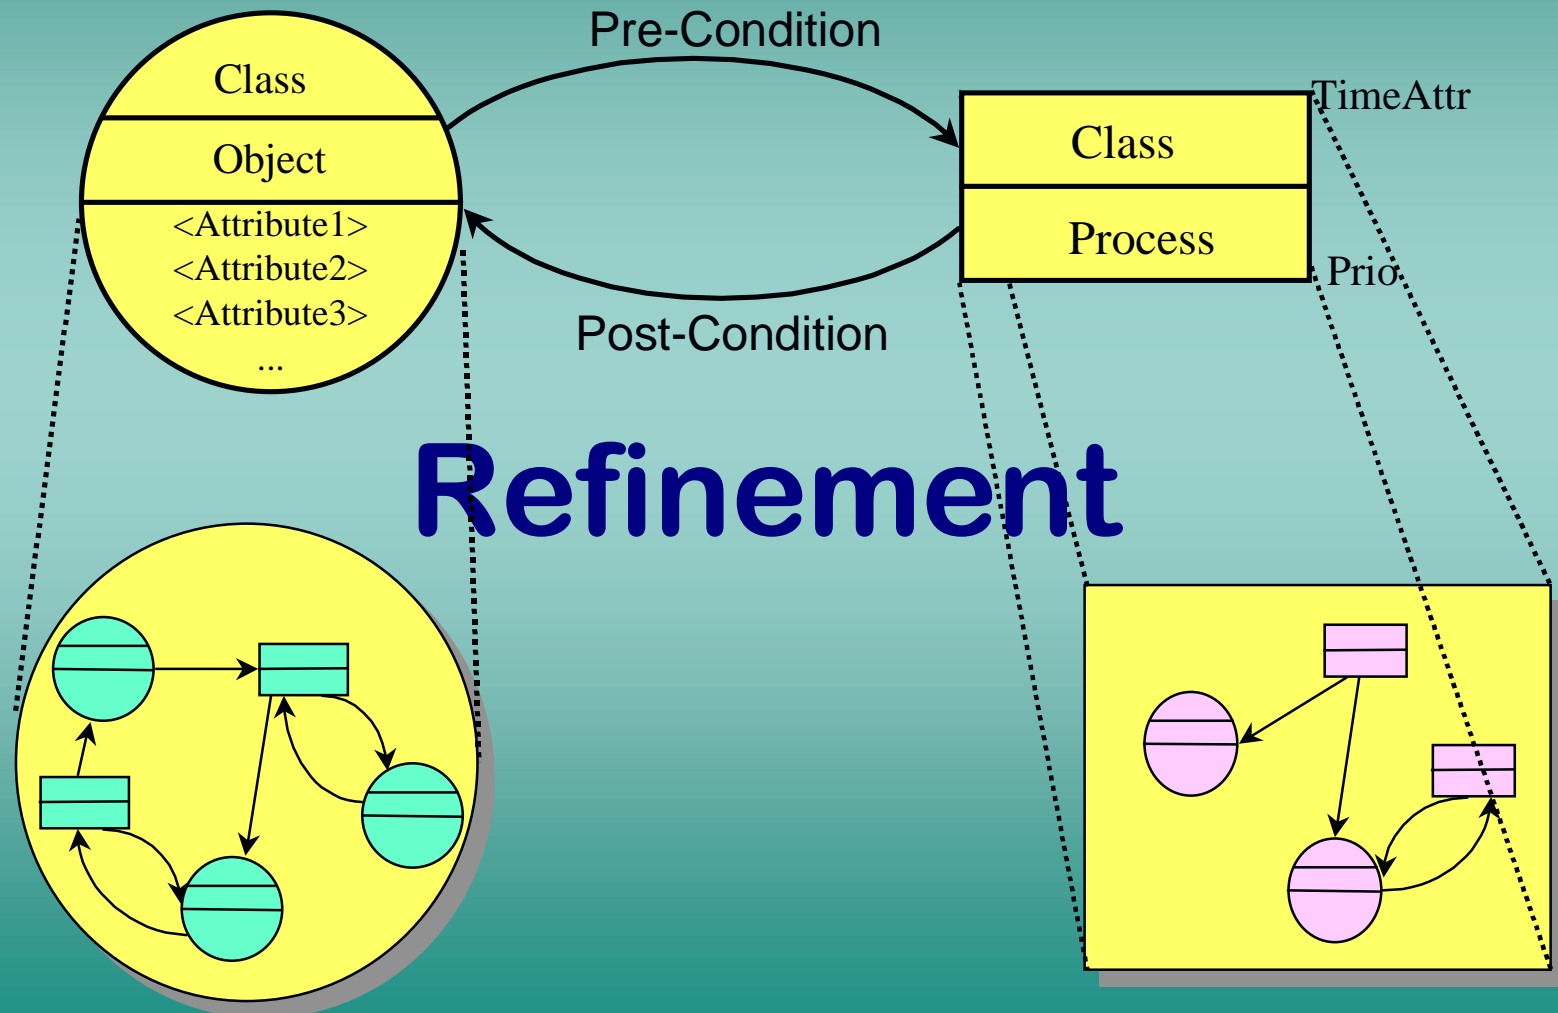 Pre-Condition
Class
Object
<Attribute1>
<Attribute2>
<Attribute3>
...
TimeAttr
Class
Process
Prio
Post-Condition
Refinement